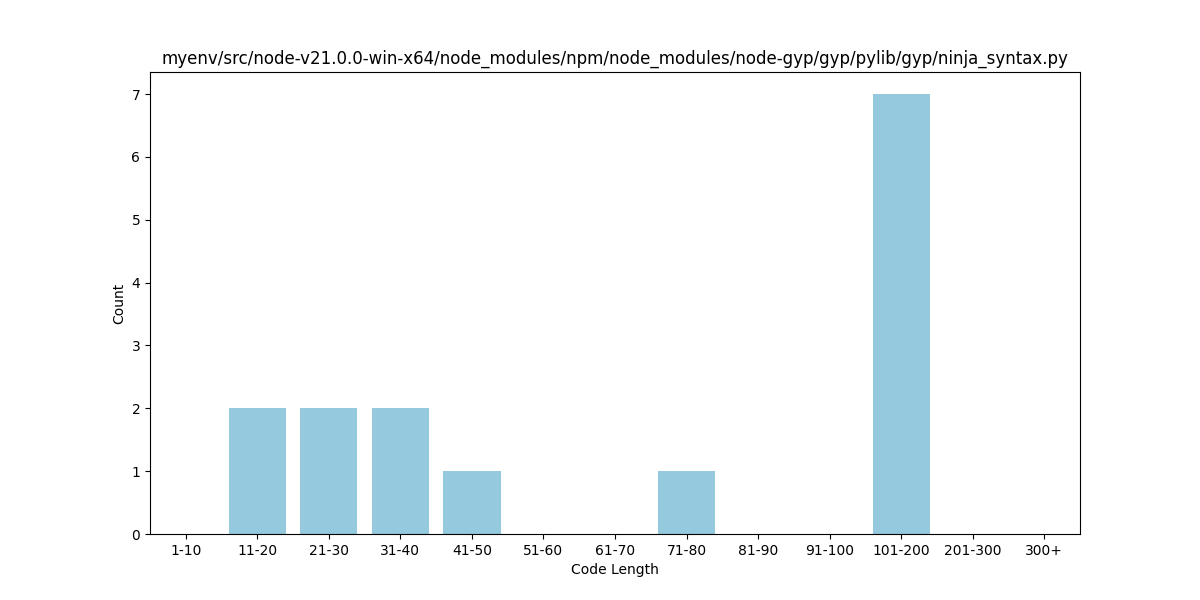 myenv/src/node-v21.0.0-win-x64/node_modules/npm/node_modules/node-gyp/gyp/pylib/gyp/ninja_syntax.py
7
6
5
4
3
2
1
0
Count
1-10 11-20 21-30 31-40 41-50 51-60 61-70 71-80 81-90 91-100 101-200 201-300 300+
Code Length